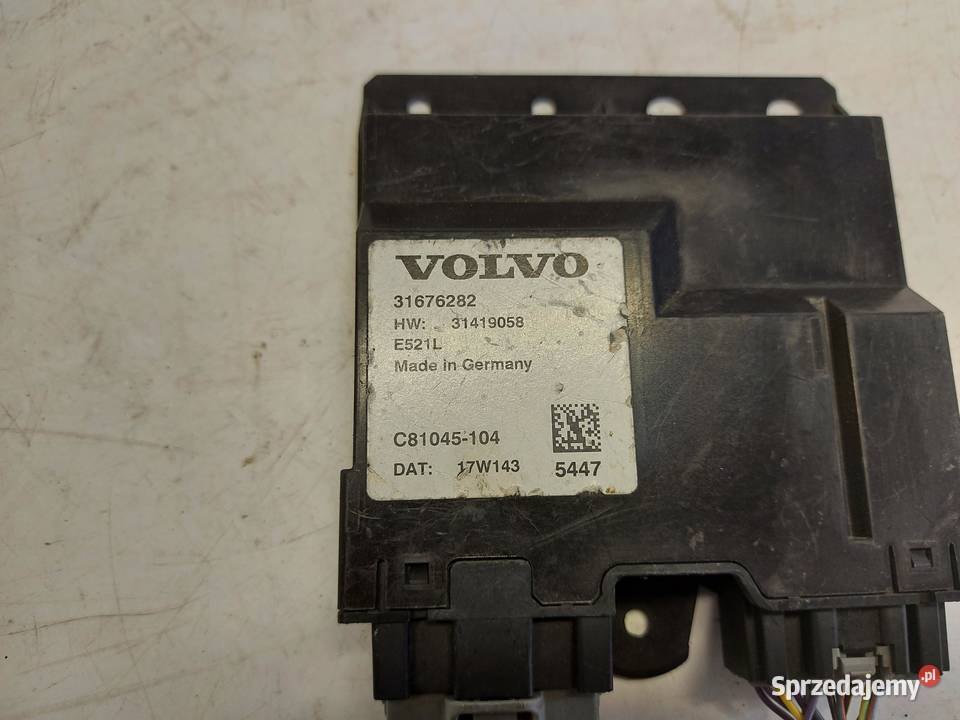 VOLVO
31676282
HW: 31419058
E521L
Made in Germany
C81045-104
DAT: 17W143 5447
Sprzedajemy.pl